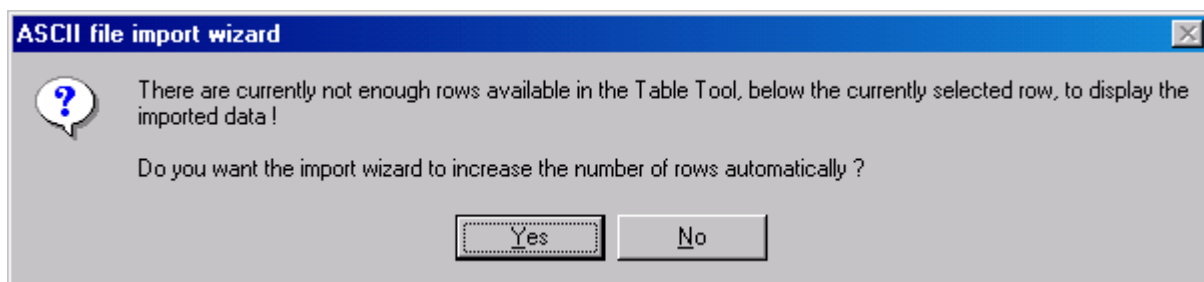 ASCII file import wizard
There are currently not enough rows available in the Table Tool, below the currently selected row, to display the
imported data !
Do you want the import wizard to increase the number of rows automatically ?
Yes No